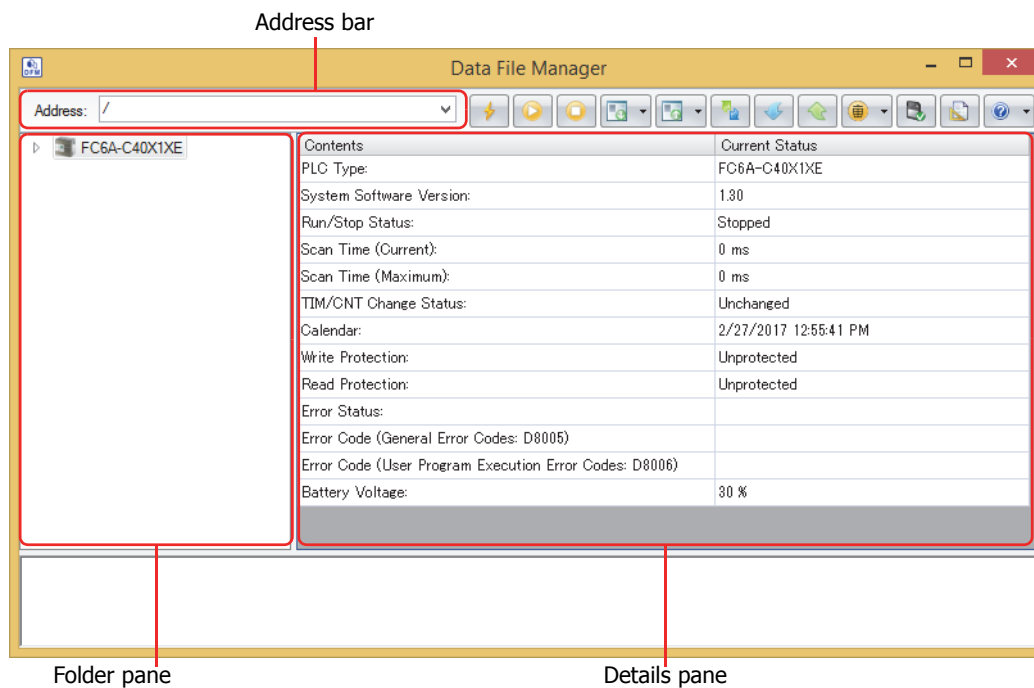 Address bar
DFM
Data File Manager
Address: /
FC6A-C40X1XE
Contents Current Status
PLC Type: FC6A-C40X1XE
System Software Version: 1.30
Run/Stop Status: Stopped
Scan Time (Current): 0 ms
Scan Time (Maximum): 0 ms
TIM/CNT Change Status: Unchanged
Calendar: 2/27/2017 12:55:41 PM
Write Protection: Unprotected
Read Protection: Unprotected
Error Status:
Error Code (General Error Codes: D8005)
Error Code (User Program Execution Error Codes: D8006)
Battery Voltage: 30 %
Folder pane Details pane